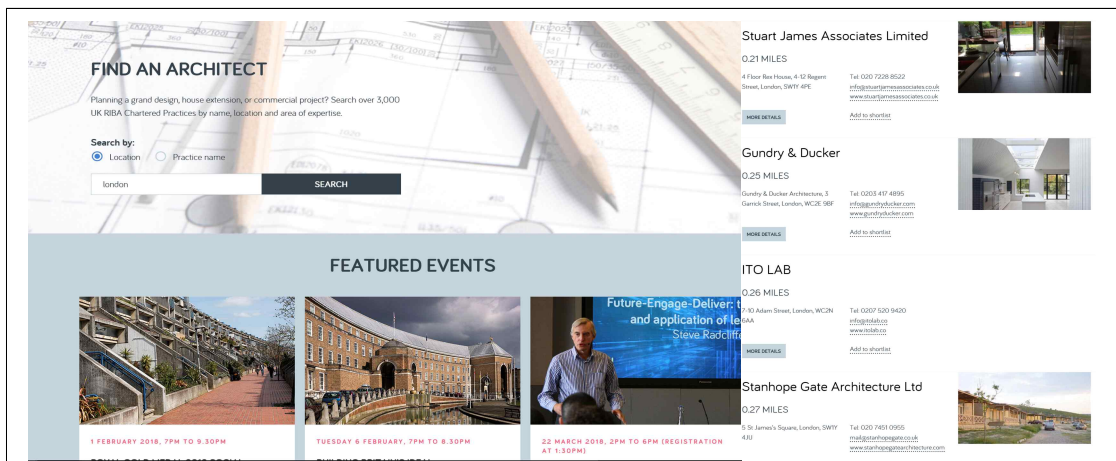 FIND AN ARCHITECT
Planning a grand design, house extension, or commercial project? Search over 3,000
UK RIBA Chartered Practices by name, location and area of expertise.
Search by:
Location Practice name
london SEARCH
FEATURED EVENTS
Future-Engage-Deliver: t
and application of le
Steve Radcliffe
1 FEBRUARY 2018, 7PM TO 9.30PM
TUESDAY 6 FEBRUARY, 7PM TO 8.30PM
22 MARCH 2018, 2PM TO 6PM (REGISTRATION
AT 1:30PM)
Stuart James Associates Limited
0.21 MILES
4 Floor Rex House, 4-12 Regent
Street, London, SW1Y 4PE
Tel: 020 7228 8522
info@stuartjamesassociates.co.uk
www.stuartjamesassociates.co.uk
MORE DETAILS
Add to shortlist
Gundry & Ducker
0.25 MILES
Gundry & Ducker Architecture, 3
Garrick Street, London, WC2E 9BF
Tel: 0203 417 4895
info@gundryducker.com
www.gundryducker.com
MORE DETAILS
Add to shortlist
ITO LAB
0.26 MILES
7-10 Adam Street, London, WC2N
6AA
Tel: 0207 520 9420
info@itolab.co
www.itolab.co
MORE DETAILS
Add to shortlist
Stanhope Gate Architecture Ltd
0.27 MILES
5 St James's Square, London, SW1Y
4JU
Tel: 020 7451 0955
mail@stanhopegate.co.uk
www.stanhopegatearchitecture.com